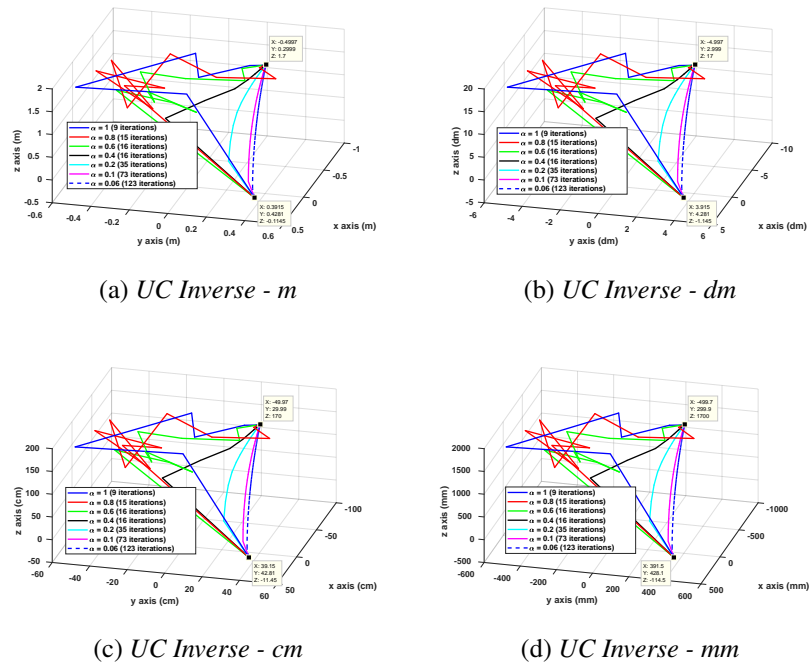 X: -0.4997
Y: 0.2999
Z: 1.7
2
1.5
1
0.5
0
-0.5
z axis (m)
α = 1 (9 iterations)
α = 0.8 (15 iterations)
α = 0.6 (16 iterations)
α = 0.4 (16 iterations)
α = 0.2 (35 iterations)
α = 0.1 (73 iterations)
α = 0.06 (123 iterations)
X: 0.3915
Y: 0.4281
Z: -0.1145
-0.6
-0.4
-0.2
0
0.2
0.4
0.6
y axis (m)
0.5
0
-0.5
-1
x axis (m)
(a) UC Inverse - m
X: -4.997
Y: 2.999
Z: 17
20
15
10
5
0
-5
z axis (dm)
α = 1 (9 iterations)
α = 0.8 (15 iterations)
α = 0.6 (16 iterations)
α = 0.4 (16 iterations)
α = 0.2 (35 iterations)
α = 0.1 (73 iterations)
α = 0.06 (123 iterations)
X: 3.915
Y: 4.281
Z: -1.145
-6
-4
-2
0
2
4
6
y axis (dm)
5
0
-5
-10
x axis (dm)
(b) UC Inverse - dm
X: -49.97
Y: 29.99
Z: 170
200
150
100
50
0
-50
z axis (cm)
α = 1 (9 iterations)
α = 0.8 (15 iterations)
α = 0.6 (16 iterations)
α = 0.4 (16 iterations)
α = 0.2 (35 iterations)
α = 0.1 (73 iterations)
α = 0.06 (123 iterations)
X: 39.15
Y: 42.81
Z: -11.45
-60
-40
-20
0
20
40
60
y axis (cm)
50
0
-50
-100
x axis (cm)
(c) UC Inverse - cm
X: -499.7
Y: 299.9
Z: 1700
2000
1500
1000
500
0
-500
z axis (mm)
α = 1 (9 iterations)
α = 0.8 (15 iterations)
α = 0.6 (16 iterations)
α = 0.4 (16 iterations)
α = 0.2 (35 iterations)
α = 0.1 (73 iterations)
α = 0.06 (123 iterations)
X: 391.5
Y: 428.1
Z: -114.5
-600
-400
-200
0
200
400
600
y axis (mm)
500
0
-500
-1000
x axis (mm)
(d) UC Inverse - mm